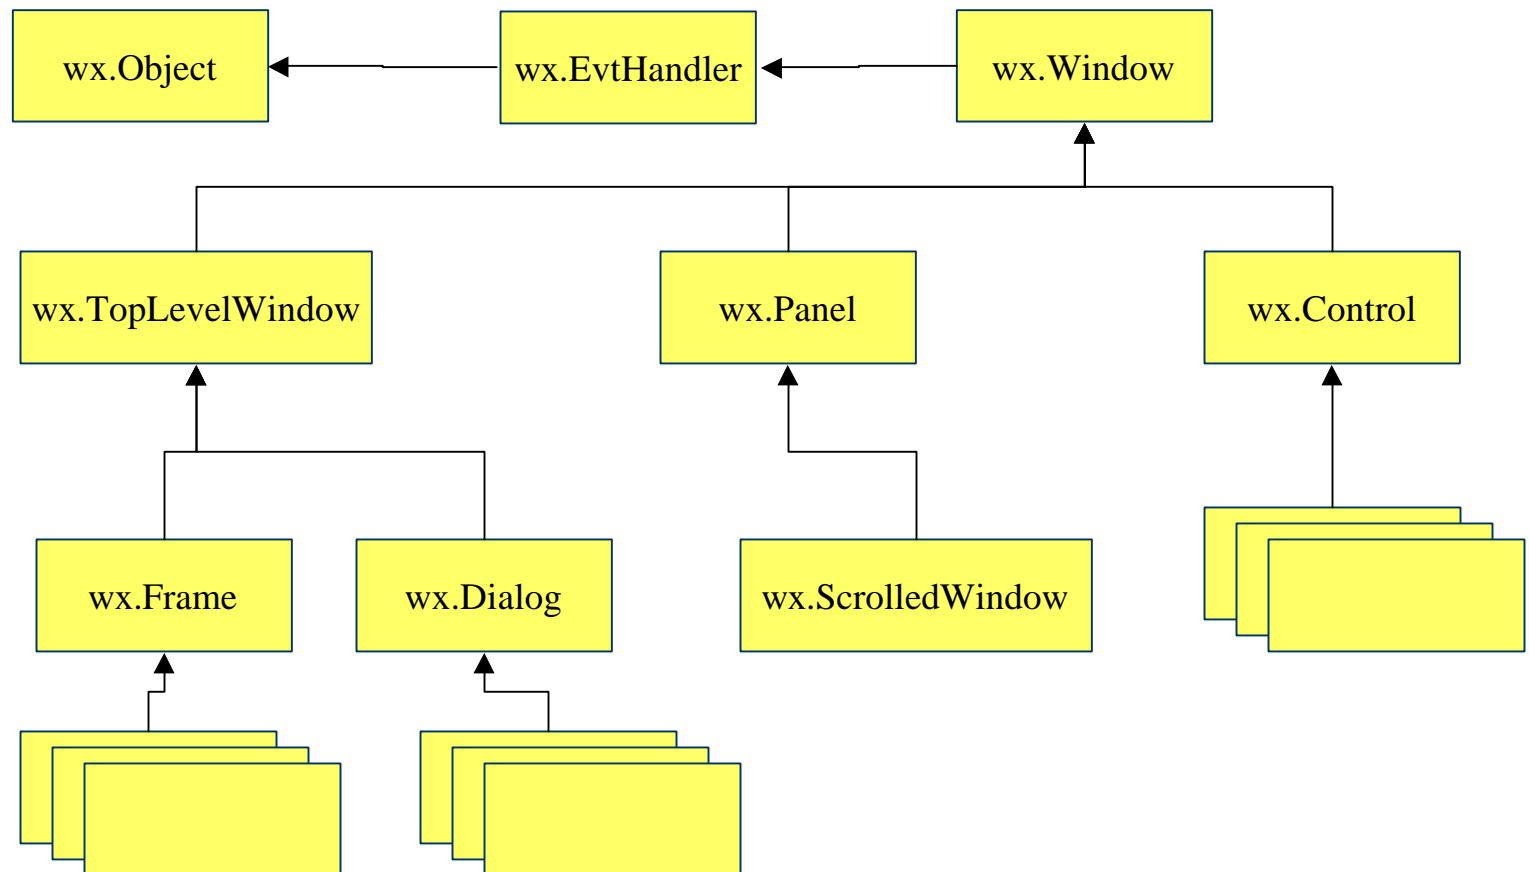 wx.Object
wx.EvtHandler
wx.Window
wx.TopLevelWindow
wx.Panel
wx.Control
wx.Frame
wx.Dialog
wx.ScrolledWindow